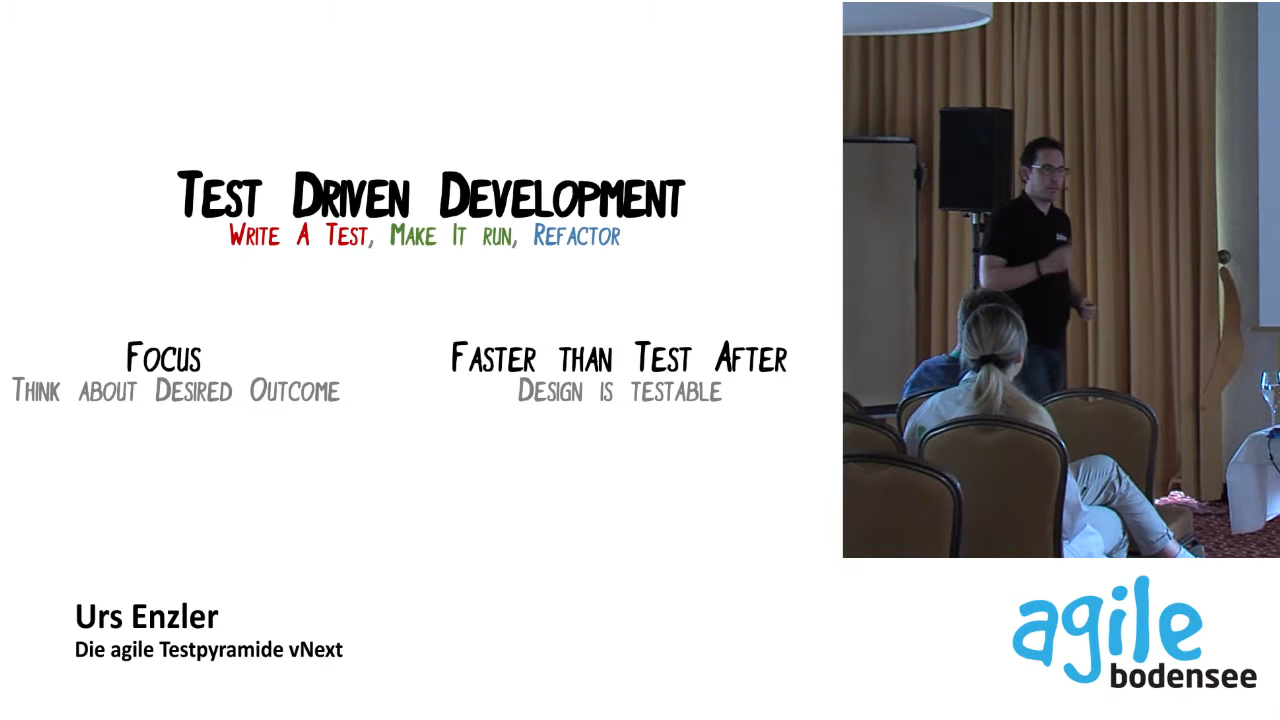 Test Driven Development
Write A Test, Make It run, Refactor
Focus
Think about Desired Outcome
Faster than Test After
Design is testable
Urs Enzler
Die agile Testpyramide vNext
agile
bodensee